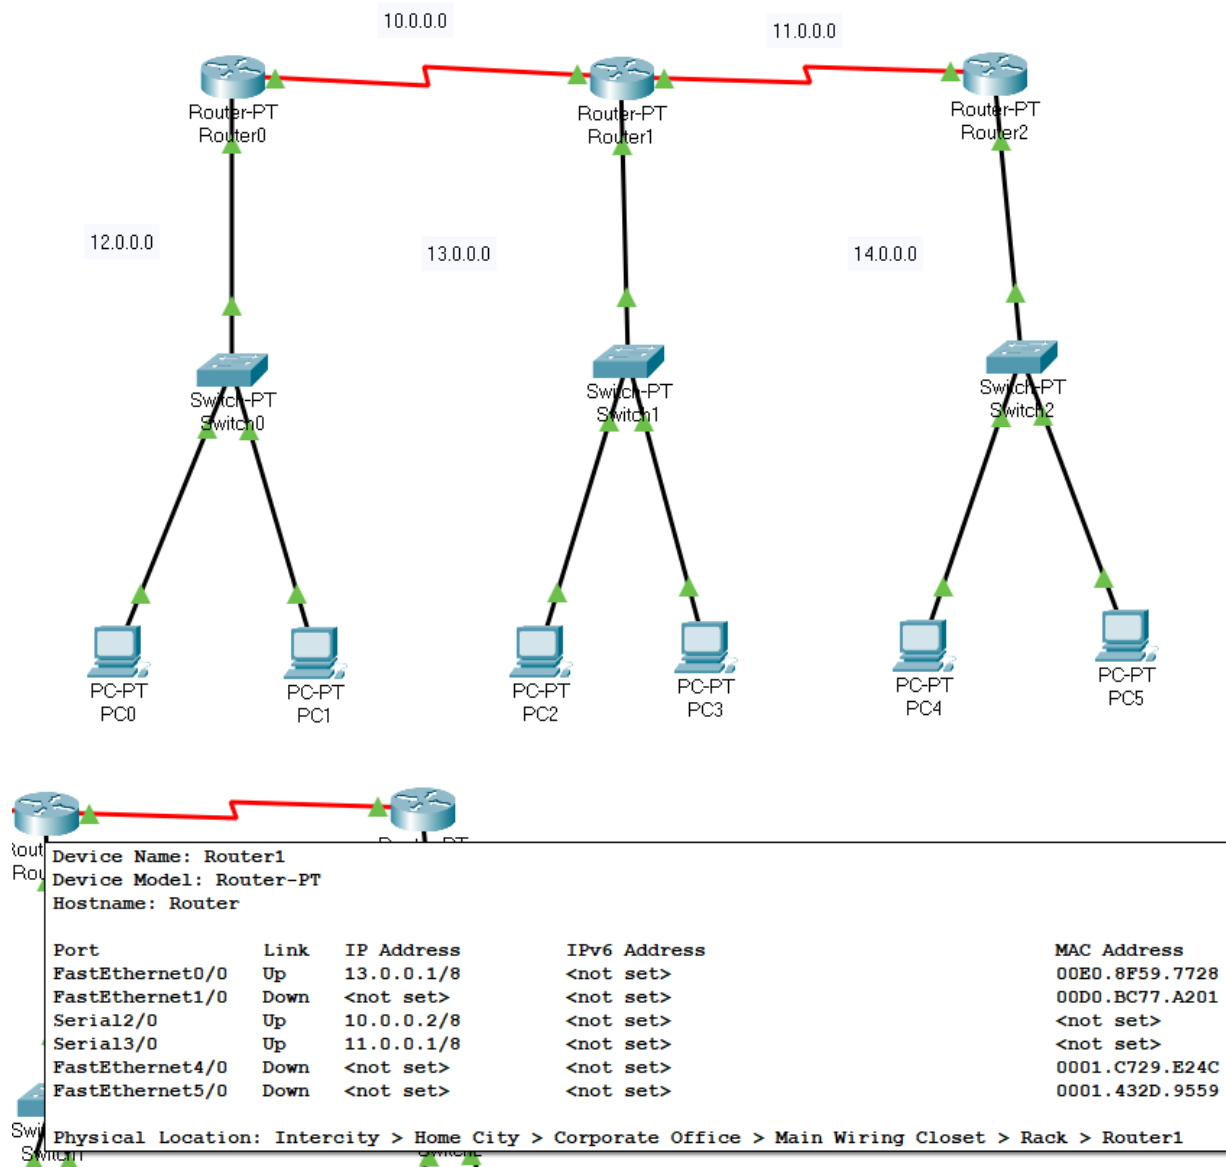 10.0.0.0
11.0.0.0
Router-PT
Router0
Router-PT
Router1
Router-PT
Router2
12.0.0.0
13.0.0.0
14.0.0.0
Switch-PT
Switch0
Switch-PT
Switch1
Switch-PT
Switch2
PC-PT
PC0
PC-PT
PC1
PC-PT
PC2
PC-PT
PC3
PC-PT
PC4
PC-PT
PC5
Device Name: Router1
Device Model: Router-PT
Hostname: Router
Port Link IP Address IPv6 Address MAC Address
FastEthernet0/0 Up 13.0.0.1/8 <not set> 00E0.8F59.7728
FastEthernet1/0 Down <not set> <not set> 00D0.BC77.A201
Serial2/0 Up 10.0.0.2/8 <not set> <not set>
Serial3/0 Up 11.0.0.1/8 <not set> <not set>
FastEthernet4/0 Down <not set> <not set> 0001.C729.E24C
FastEthernet5/0 Down <not set> <not set> 0001.432D.9559
Physical Location: Intercity > Home City > Corporate Office > Main Wiring Closet > Rack > Router1